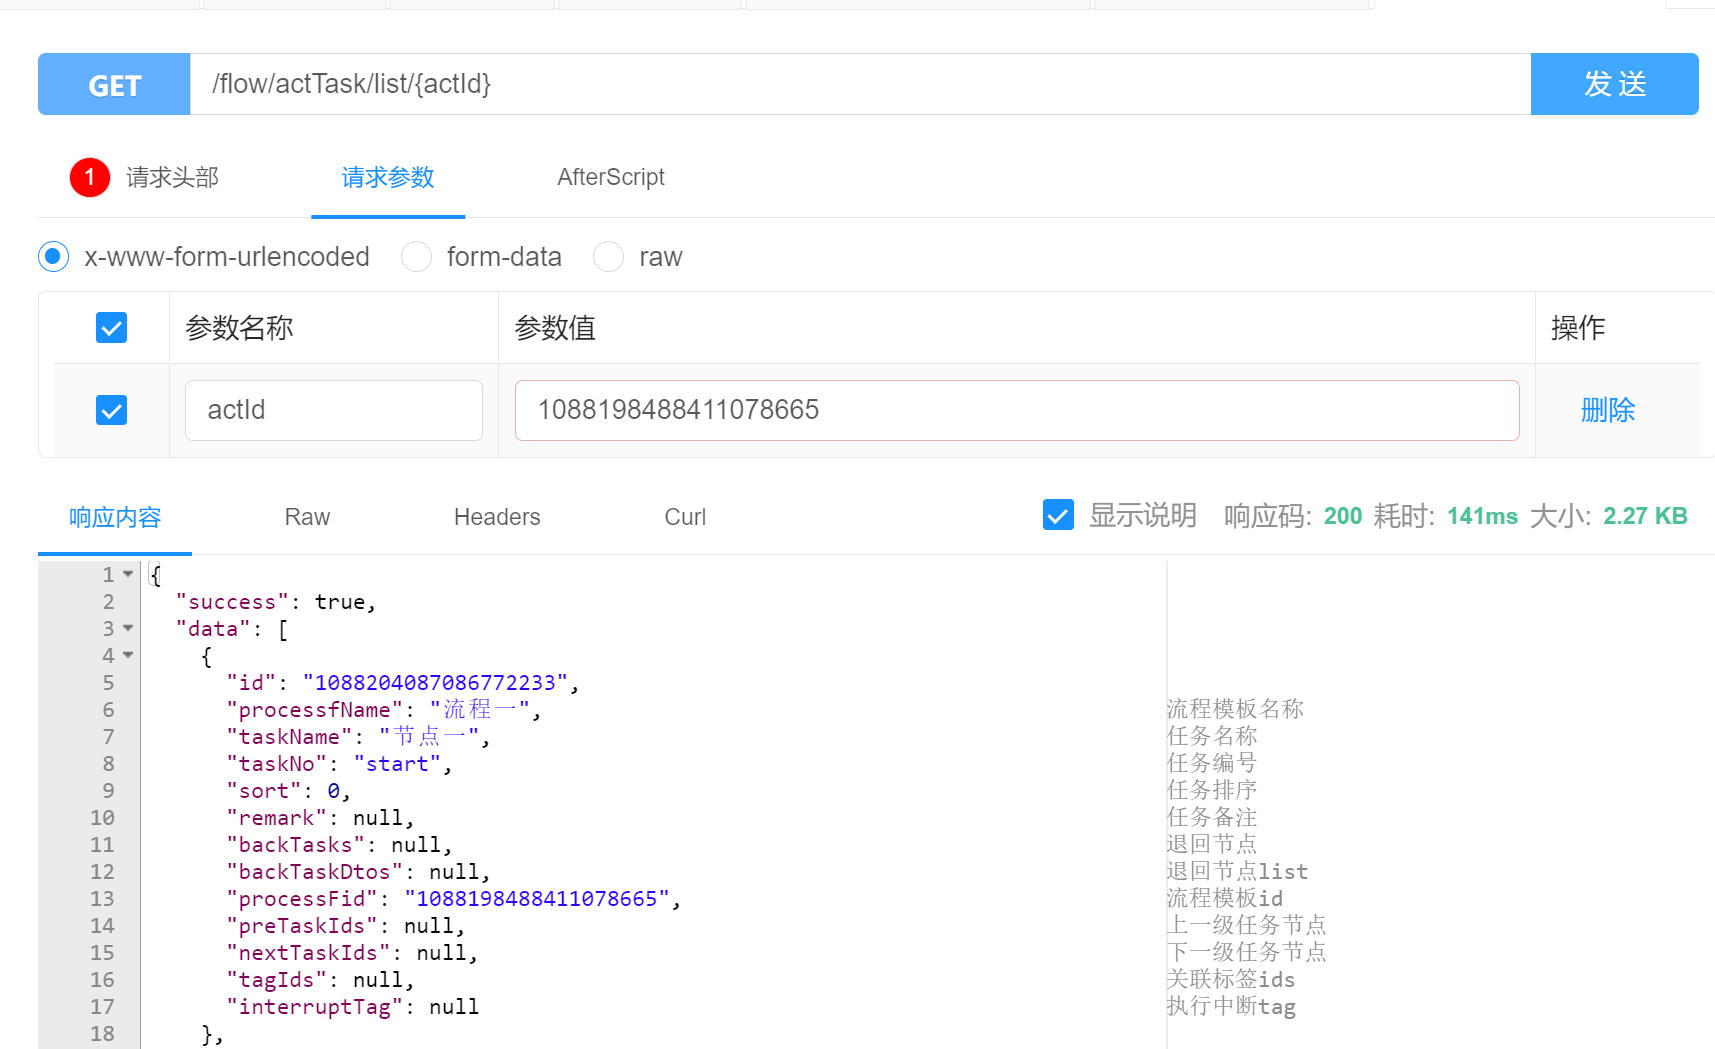 GET /flow/actTask/list/{actId} 发 送
1 请求头部 请求参数 AfterScript
x-www-form-urlencoded form-data raw
参数名称 参数值 操作
actId 1088198488411078665 删除
响应内容 Raw Headers Curl 显示说明 响应码: 200 耗时: 141ms 大小: 2.27 KB
1 {
2 "success": true,
3 "data": [
4 {
5 "id": "1088204087086772233",
6 "processfName": "流程一", 流程模板名称
7 "taskName": "节点一", 任务名称
8 "taskNo": "start", 任务编号
9 "sort": 0, 任务排序
10 "remark": null, 任务备注
11 "backTasks": null, 退回节点
12 "backTaskDtos": null, 退回节点list
13 "processFid": "1088198488411078665", 流程模板id
14 "preTaskIds": null, 上一级任务节点
15 "nextTaskIds": null, 下一级任务节点
16 "tagIds": null, 关联标签ids
17 "interruptTag": null 执行中断tag
18 },